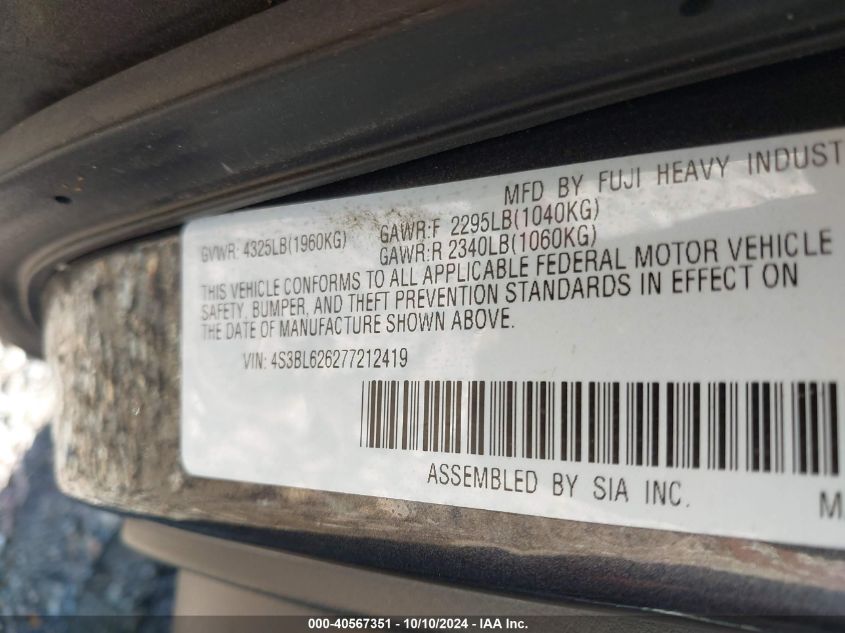 MFD BY FUJI HEAVY INDUST
GVWR: 4325LB(1960KG) GAWR:F 2295LB(1040KG)
GAWR:R 2340LB(1060KG)
THIS VEHICLE CONFORMS TO ALL APPLICABLE FEDERAL MOTOR VEHICLE
SAFETY, BUMPER, AND THEFT PREVENTION STANDARDS IN EFFECT ON
THE DATE OF MANUFACTURE SHOWN ABOVE.
VIN: 4S3BL626277212419
ASSEMBLED BY SIA INC.
000-40567351 - 10/10/2024 - IAA Inc.